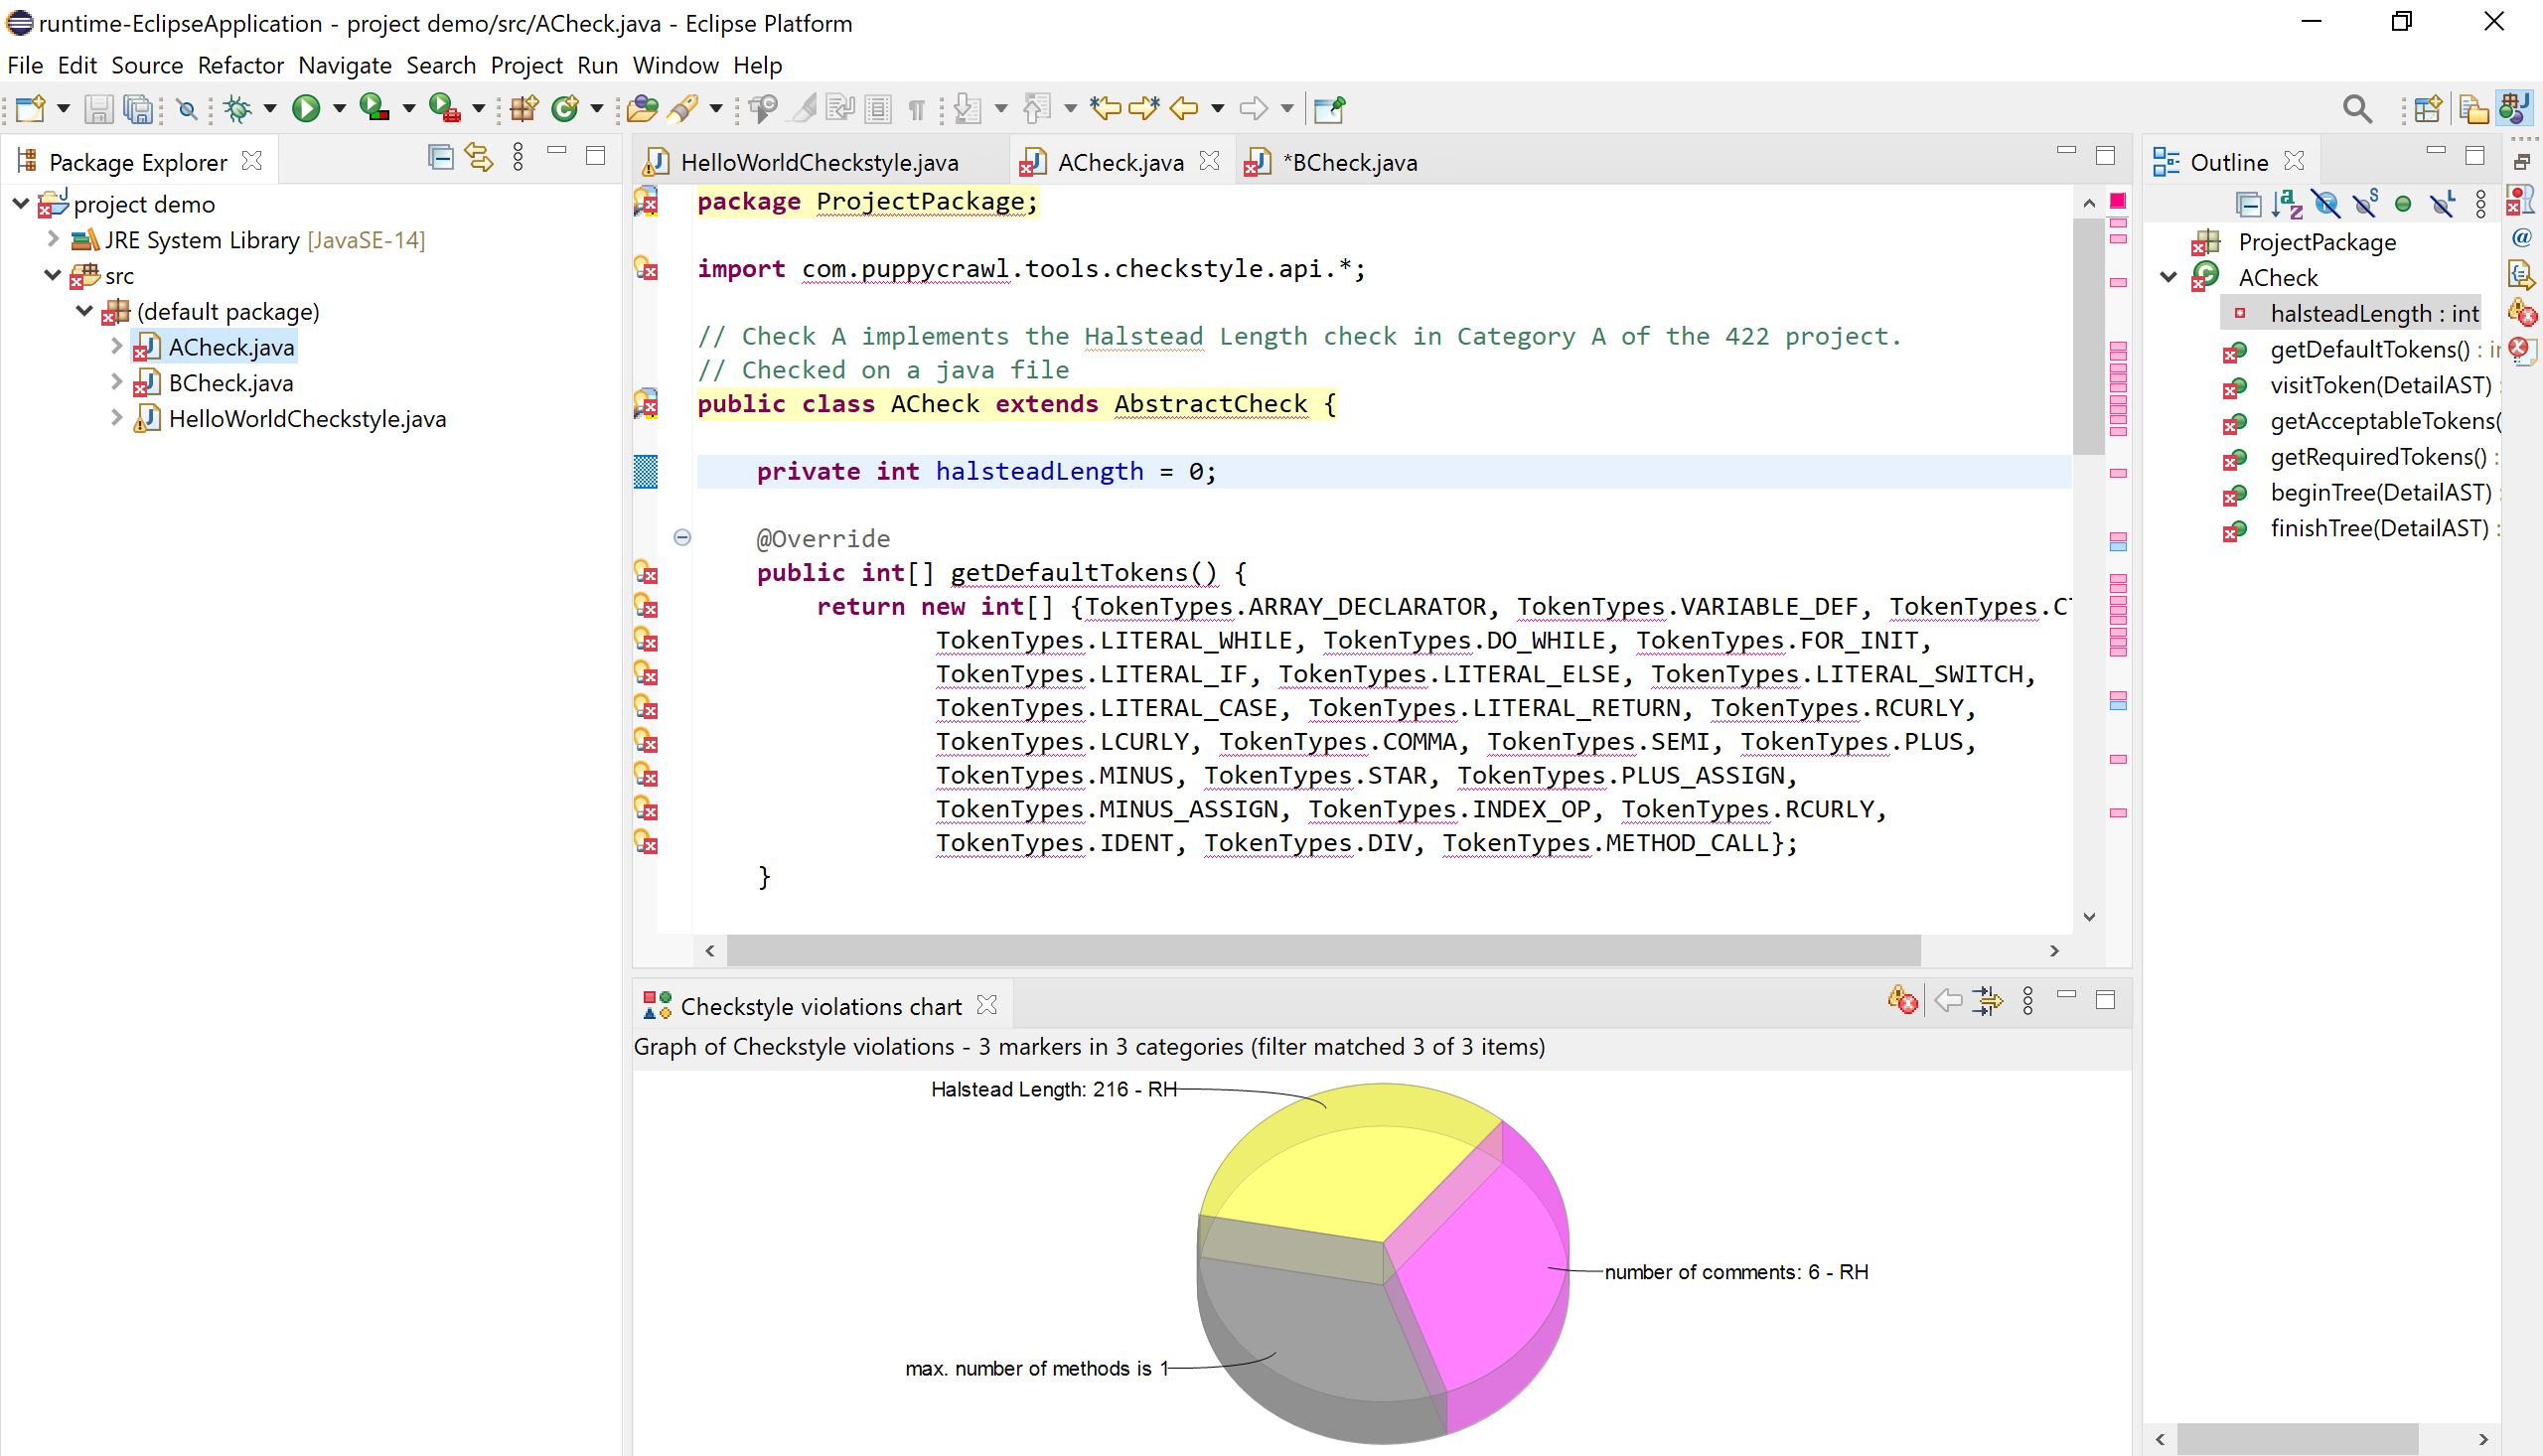 runtime-EclipseApplication - project demo/src/ACheck.java - Eclipse Platform
File Edit Source Refactor Navigate Search Project Run Window Help
Package Explorer
project demo
JRE System Library [JavaSE-14]
src
(default package)
ACheck.java
BCheck.java
HelloWorldCheckstyle.java
HelloWorldCheckstyle.java ACheck.java *BCheck.java
package ProjectPackage;
import com.puppycrawl.tools.checkstyle.api.*;
// Check A implements the Halstead Length check in Category A of the 422 project.
// Checked on a java file
public class ACheck extends AbstractCheck {
private int halsteadLength = 0;
@Override
public int[] getDefaultTokens() {
return new int[] {TokenTypes.ARRAY_DECLARATOR, TokenTypes.VARIABLE_DEF, TokenTypes.
TokenTypes.LITERAL_WHILE, TokenTypes.DO_WHILE, TokenTypes.FOR_INIT,
TokenTypes.LITERAL_IF, TokenTypes.LITERAL_ELSE, TokenTypes.LITERAL_SWITCH,
TokenTypes.LITERAL_CASE, TokenTypes.LITERAL_RETURN, TokenTypes.RCURLY,
TokenTypes.LCURLY, TokenTypes.COMMA, TokenTypes.SEMI, TokenTypes.PLUS,
TokenTypes.MINUS, TokenTypes.STAR, TokenTypes.PLUS_ASSIGN,
TokenTypes.MINUS_ASSIGN, TokenTypes.INDEX_OP, TokenTypes.RCURLY,
TokenTypes.IDENT, TokenTypes.DIV, TokenTypes.METHOD_CALL};
}
Checkstyle violations chart
Graph of Checkstyle violations - 3 markers in 3 categories (filter matched 3 of 3 items)
Halstead Length: 216 - RH
number of comments: 6 - RH
max. number of methods is 1
Outline
ProjectPackage
ACheck
halsteadLength : int
getDefaultTokens() :
visitToken(DetailAST) :
getAcceptableTokens(
getRequiredTokens() :
beginTree(DetailAST) :
finishTree(DetailAST) :